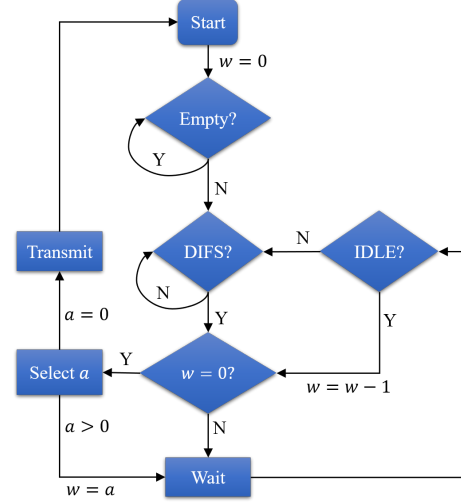 Start
w = 0
Empty?
Y
N
DIFS?
N
IDLE?
Transmit
N
Y
Y
a = 0
Select a
Y
w = 0?
w = w − 1
a > 0
N
w = a
Wait